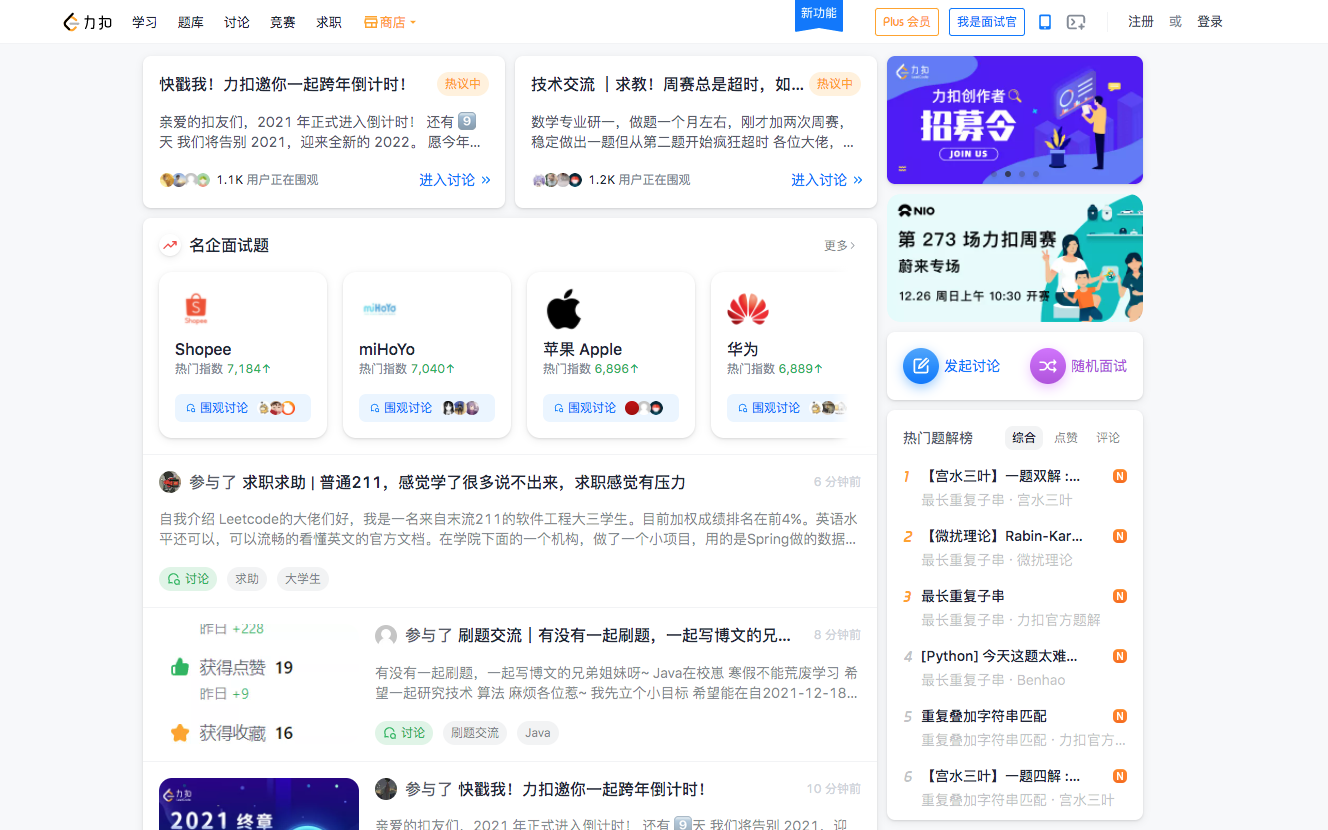 力扣 学习 题库 讨论 竞赛 求职 商店 新功能 Plus 会员 我是面试官 注册 或 登录
快戳我！力扣邀你一起跨年倒计时！ 热议中
亲爱的扣友们，2021 年正式进入倒计时！ 还有 9️⃣
天 我们将告别 2021，迎来全新的 2022。 愿今年...
1.1K 用户正在围观 进入讨论 »
技术交流 ｜求教！周赛总是超时，如... 热议中
数学专业研一，做题一个月左右，刚才加两次周赛，
稳定做出一题但从第二题开始疯狂超时 各位大佬，...
1.2K 用户正在围观 进入讨论 »
力扣
力扣创作者
招募令
JOIN US
NIO
第 273 场力扣周赛
蔚来专场
12.26 周日上午 10:30 开赛
名企面试题 更多 ›
Shopee
Shopee
热门指数 7,184↑
围观讨论
miHoYo
miHoYo
热门指数 7,040↑
围观讨论
苹果 Apple
热门指数 6,896↑
围观讨论
华为
热门指数 6,889↑
围观讨论
发起讨论 随机面试
参与了 求职求助 | 普通211，感觉学了很多说不出来，求职感觉有压力 6 分钟前
自我介绍 Leetcode的大佬们好，我是一名来自末流211的软件工程大三学生。目前加权成绩排名在前4%。英语水
平还可以，可以流畅的看懂英文的官方文档。在学院下面的一个机构，做了一个小项目，用的是Spring做的数据...
讨论 求助 大学生
昨日 +228
获得点赞 19
昨日 +9
获得收藏 16
参与了 刷题交流｜有没有一起刷题，一起写博文的兄... 8 分钟前
有没有一起刷题，一起写博文的兄弟姐妹呀~ Java在校崽 寒假不能荒废学习 希
望一起研究技术 算法 麻烦各位惹~ 我先立个小目标 希望能在自2021-12-18...
讨论 刷题交流 Java
力扣
2021 终章
参与了 快戳我！力扣邀你一起跨年倒计时！ 10 分钟前
亲爱的扣友们，2021 年正式进入倒计时！ 还有 9️⃣天 我们将告别 2021，迎
热门题解榜 综合 点赞 评论
1 【宫水三叶】一题双解 :... N
最长重复子串 · 宫水三叶
2 【微扰理论】Rabin-Kar... N
最长重复子串 · 微扰理论
3 最长重复子串 N
最长重复子串 · 力扣官方题解
4 [Python] 今天这题太难... N
最长重复子串 · Benhao
5 重复叠加字符串匹配 N
重复叠加字符串匹配 · 力扣官方...
6 【宫水三叶】一题四解 :... N
重复叠加字符串匹配 · 宫水三叶